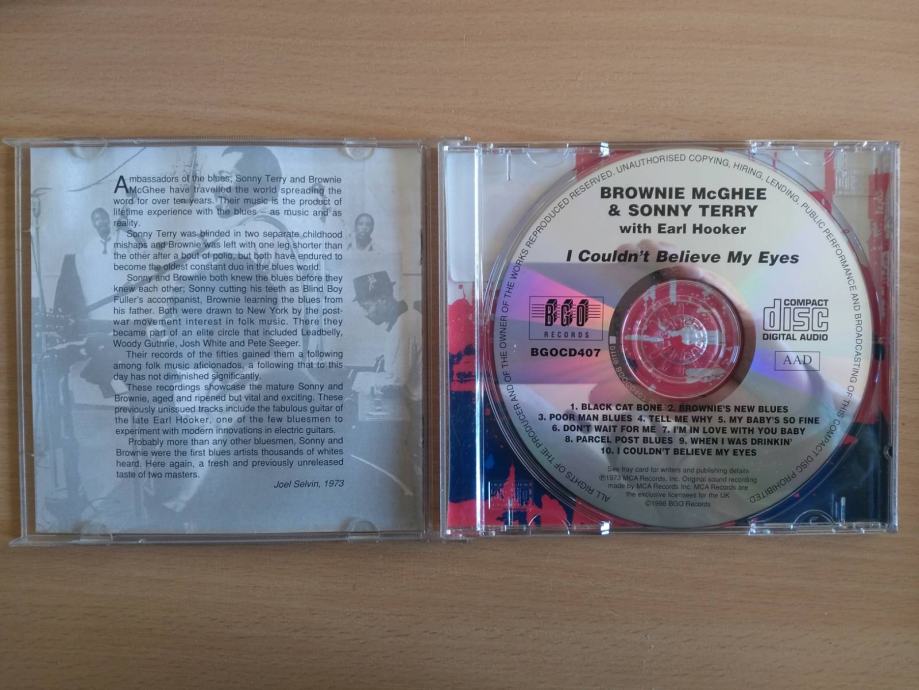 Ambassadors of the blues, Sonny Terry and Brownie
McGhee have travelled the world spreading the
word for over ten years. Their music is the product of
lifetime experience with the blues – as music and as
reality.
Sonny Terry was blinded in two separate childhood
mishaps and Brownie was left with one leg shorter than
the other after a bout of polio, but both have endured to
become the oldest constant duo in the blues world.
Sonny and Brownie both knew the blues before they
knew each other; Sonny cutting his teeth as Blind Boy
Fuller's accompanist, Brownie learning the blues from
his father. Both were drawn to New York by the post-
war movement interest in folk music. There they
became part of an elite circle that included Leadbelly,
Woody Guthrie, Josh White and Pete Seeger.
Their records of the fifties gained them a following
among folk music aficionados, a following that to this
day has not diminished significantly.
These recordings showcase the mature Sonny and
Brownie, aged and ripened but vital and exciting. These
previously unissued tracks include the fabulous guitar of
the late Earl Hooker, one of the few bluesmen to
experiment with modern innovations in electric guitars.
Probably more than any other bluesmen, Sonny and
Brownie were the first blues artists thousands of whites
heard. Here again, a fresh and previously unreleased
taste of two masters.
Joel Selvin, 1973
ALL RIGHTS OF THE PRODUCER AND OF THE OWNER OF THE WORKS REPRODUCED RESERVED. UNAUTHORISED COPYING, HIRING, LENDING, PUBLIC PERFORMANCE AND BROADCASTING OF THIS COMPACT DISC PROHIBITED
BROWNIE McGHEE
& SONNY TERRY
with Earl Hooker
I Couldn't Believe My Eyes
BGO
RECORDS
BGOCD407
COMPACT
disc
DIGITAL AUDIO
AAD
1. BLACK CAT BONE 2. BROWNIE'S NEW BLUES
3. POOR MAN BLUES 4. TELL ME WHY 5. MY BABY'S SO FINE
6. DON'T WAIT FOR ME 7. I'M IN LOVE WITH YOU BABY
8. PARCEL POST BLUES 9. WHEN I WAS DRINKIN'
10. I COULDN'T BELIEVE MY EYES
See tray card for writers and publishing details
℗1973 MCA Records Inc. Original sound recording
made by MCA Records Inc. MCA Records are
the exclusive licensees for the UK
©1998 BGO Records